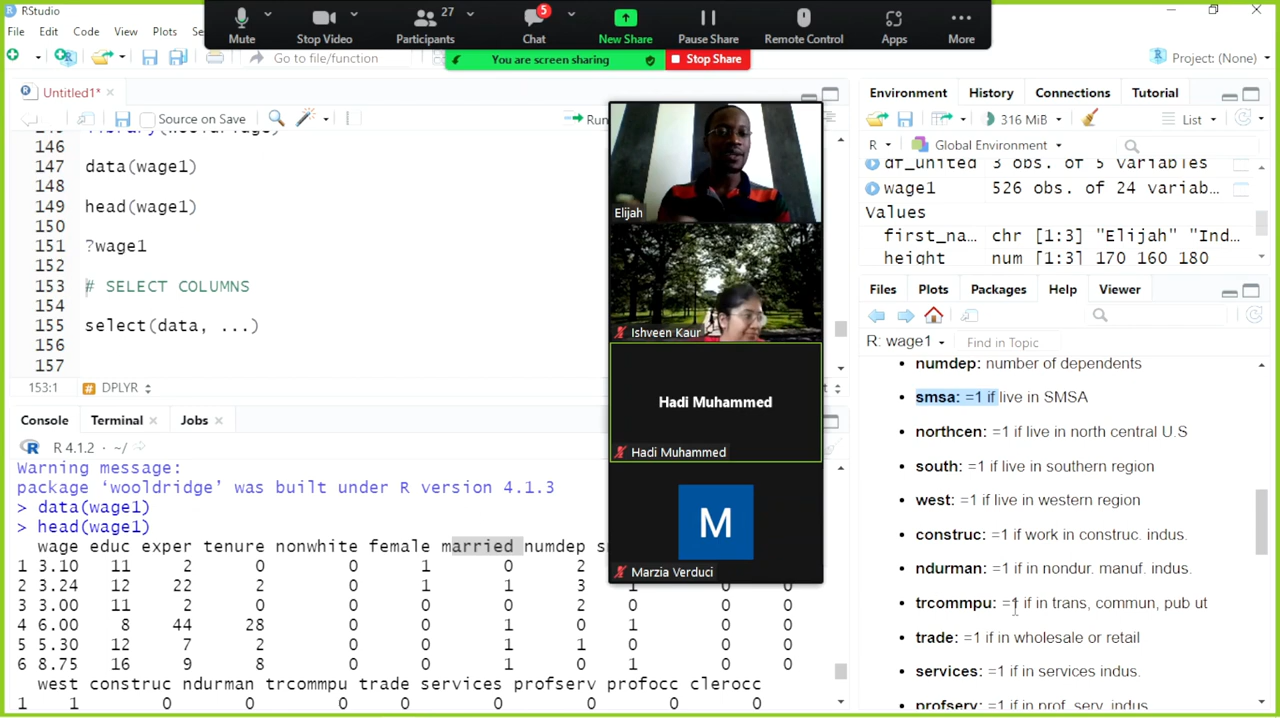 RStudio
File Edit Code View Plots
Mute Stop Video 27 Participants 5 Chat New Share Pause Share Remote Control Apps More
You are screen sharing Stop Share
Go to file/function
Project: (None)
Untitled1*
Source on Save Run
146
147 data(wage1)
148
149 head(wage1)
150
151 ?wage1
152
153 # SELECT COLUMNS
154
155 select(data, ...)
156
157
153:1 # DPLYR
Console Terminal Jobs
R R 4.1.2 · ~/
Warning message:
package ‘wooldridge’ was built under R version 4.1.3
> data(wage1)
> head(wage1)
wage educ exper tenure nonwhite female married numdep
1 3.10 11 2 0 0 1 0 2
2 3.24 12 22 2 0 1 1 3 1 0 0
3 3.00 11 2 0 0 0 0 2 0 0 0
4 6.00 8 44 28 0 0 1 0 1 0 0
5 5.30 12 7 2 0 0 1 1 0 0 0
6 8.75 16 9 8 0 0 1 0 1 0 0
west construc ndurman trcommpu trade services profserv profocc clerocc
1 1 0 0 0 0 0 0 0 0
Elijah
Ishveen Kaur
Hadi Muhammed
Hadi Muhammed
M
Marzia Verduci
Environment History Connections Tutorial
316 MiB List
R Global Environment
df_united 3 obs. of 5 variables
wage1 526 obs. of 24 variab...
Values
first_na... chr [1:3] "Elijah" "Ind...
height num [1:3] 170 160 180
Files Plots Packages Help Viewer
R: wage1 Find in Topic
• numdep: number of dependents
• smsa: =1 if live in SMSA
• northcen: =1 if live in north central U.S
• south: =1 if live in southern region
• west: =1 if live in western region
• construc: =1 if work in construc. indus.
• ndurman: =1 if in nondur. manuf. indus.
• trcommpu: =1 if in trans, commun, pub ut
• trade: =1 if in wholesale or retail
• services: =1 if in services indus.
• profserv: =1 if in prof. serv. indus.